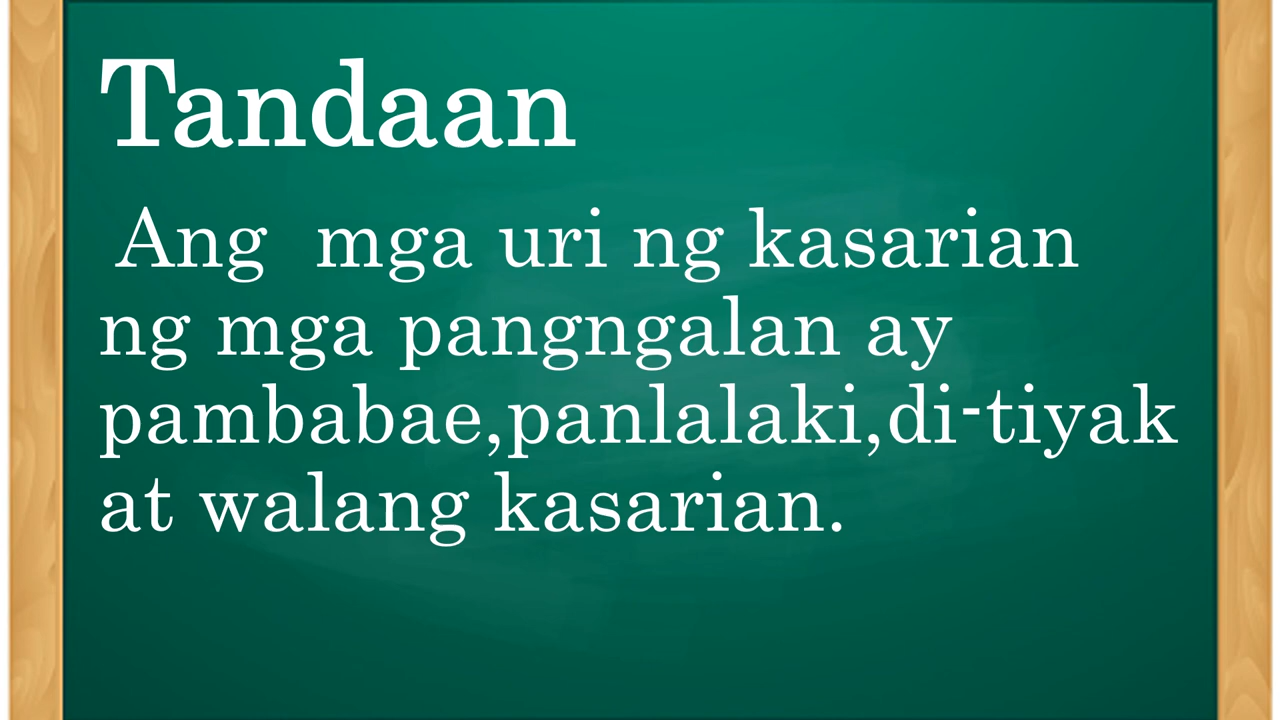 Tandaan
Ang mga uri ng kasarian
ng mga pangngalan ay
pambabae,panlalaki,di-tiyak
at walang kasarian.